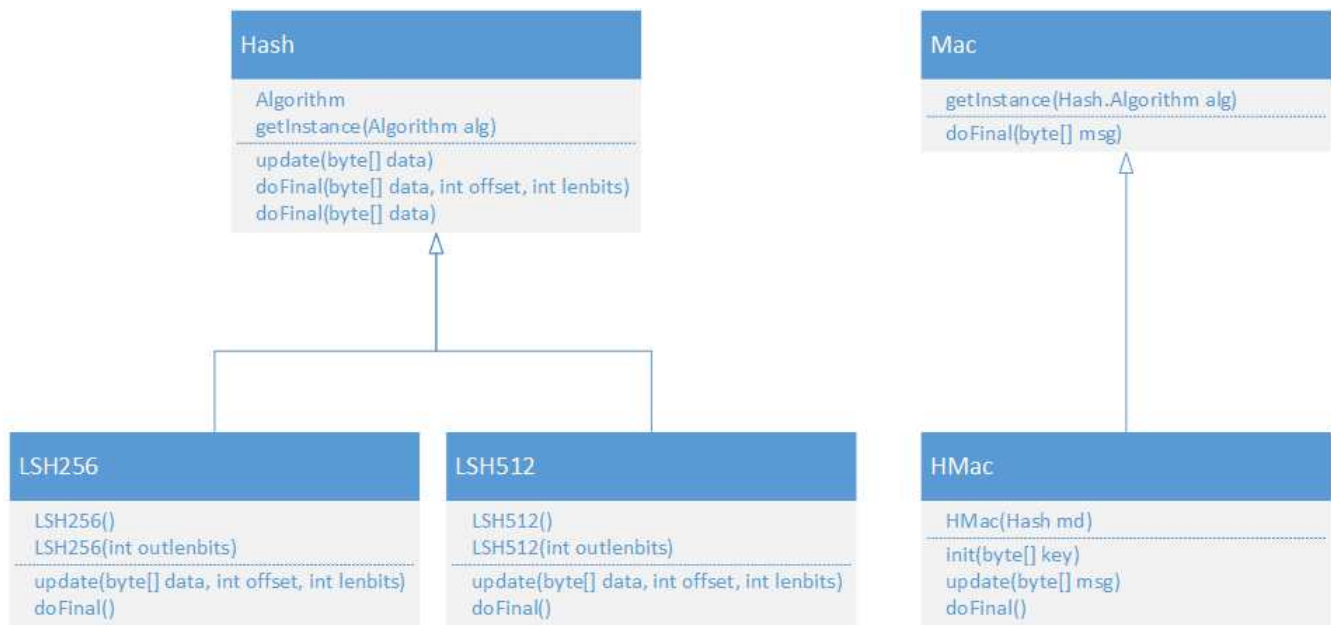 Hash
Algorithm
getInstance(Algorithm alg)
update(byte[] data)
doFinal(byte[] data, int offset, int lenbits)
doFinal(byte[] data)
Mac
getInstance(Hash.Algorithm alg)
doFinal(byte[] msg)
LSH256
LSH256()
LSH256(int outlenbits)
update(byte[] data, int offset, int lenbits)
doFinal()
LSH512
LSH512()
LSH512(int outlenbits)
update(byte[] data, int offset, int lenbits)
doFinal()
HMac
HMac(Hash md)
init(byte[] key)
update(byte[] msg)
doFinal()